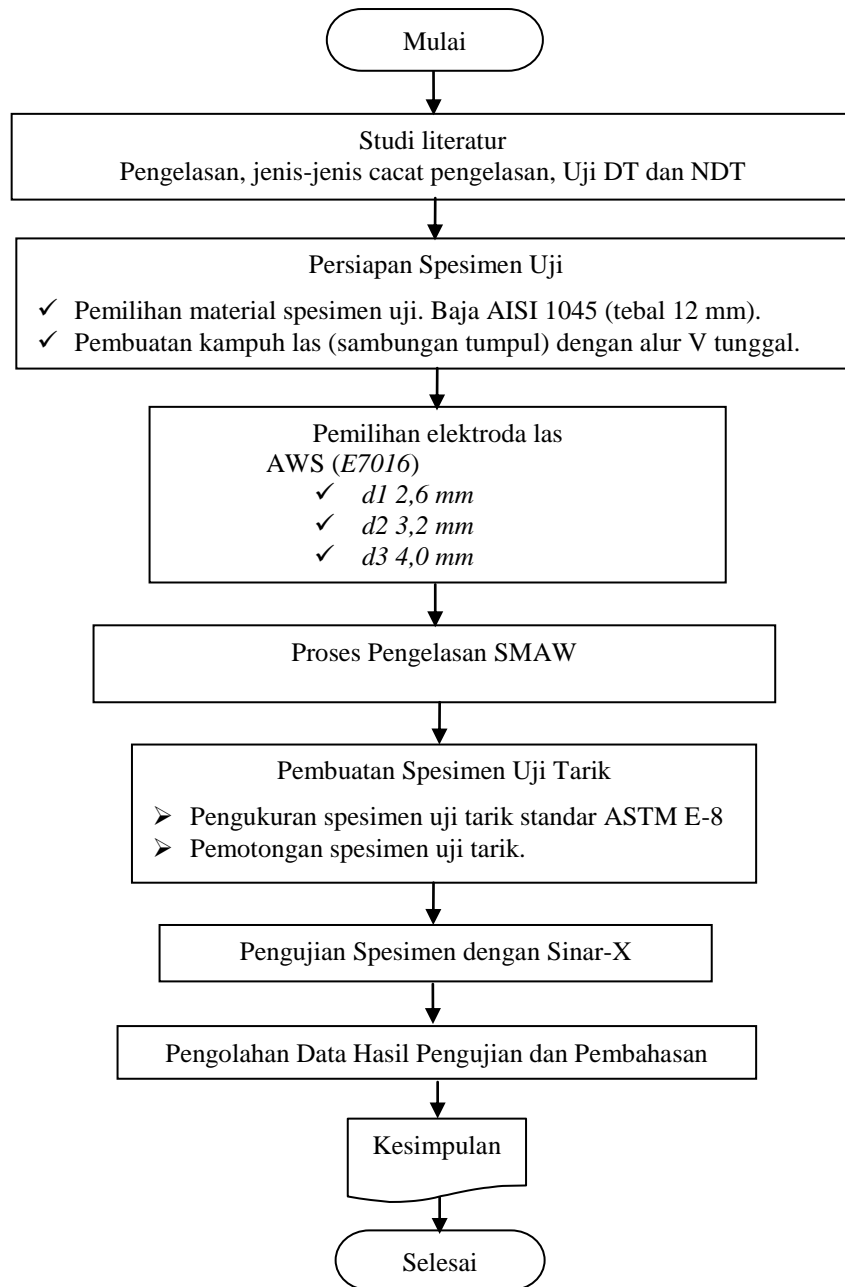 Mulai
Studi literatur
Pengelasan, jenis-jenis cacat pengelasan, Uji DT dan NDT
Persiapan Spesimen Uji
✓ Pemilihan material spesimen uji. Baja AISI 1045 (tebal 12 mm).
✓ Pembuatan kampuh las (sambungan tumpul) dengan alur V tunggal.
Pemilihan elektroda las
AWS (E7016)
✓ d1 2,6 mm
✓ d2 3,2 mm
✓ d3 4,0 mm
Proses Pengelasan SMAW
Pembuatan Spesimen Uji Tarik
➢ Pengukuran spesimen uji tarik standar ASTM E-8
➢ Pemotongan spesimen uji tarik.
Pengujian Spesimen dengan Sinar-X
Pengolahan Data Hasil Pengujian dan Pembahasan
Kesimpulan
Selesai